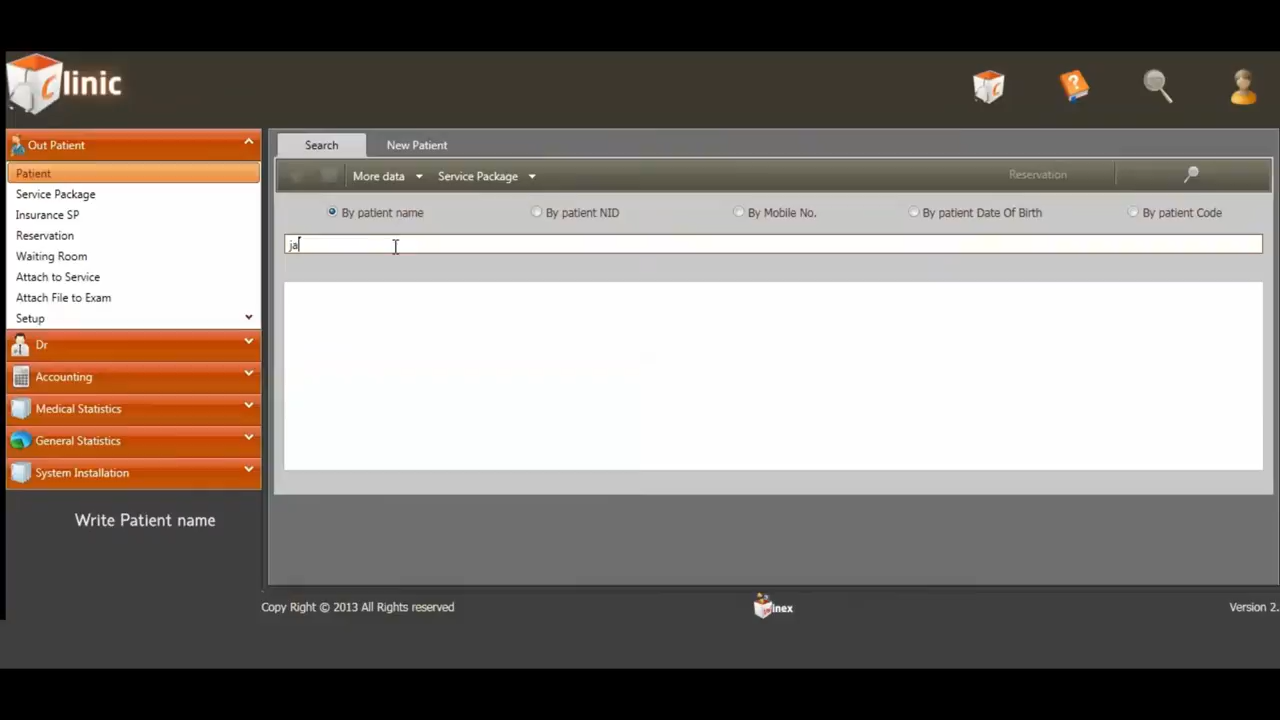 Clinic
Out Patient
Patient
Service Package
Insurance SP
Reservation
Waiting Room
Attach to Service
Attach File to Exam
Setup
Dr
Accounting
Medical Statistics
General Statistics
System Installation
Write Patient name
Search New Patient
More data Service Package Reservation
By patient name By patient NID By Mobile No. By patient Date Of Birth By patient Code
ja
Copy Right © 2013 All Rights reserved
inex
Version 2.